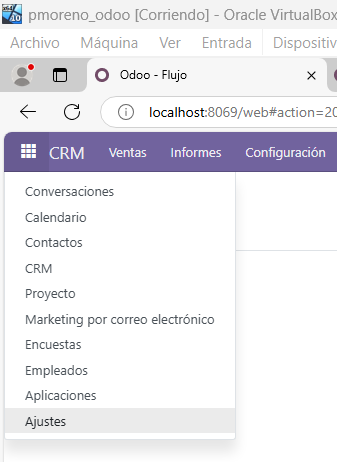 pmoreno_odoo [Corriendo] - Oracle VirtualBox
Archivo Máquina Ver Entrada Dispositiv
Odoo - Flujo
localhost:8069/web#action=20
CRM Ventas Informes Configuración
Conversaciones
Calendario
Contactos
CRM
Proyecto
Marketing por correo electrónico
Encuestas
Empleados
Aplicaciones
Ajustes